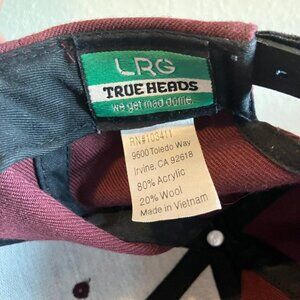 LRG
TRUE HEADS
we get mad dome.
RN#103411
9600 Toledo Way
Irvine, CA 92618
80% Acrylic
20% Wool
Made in Vietnam